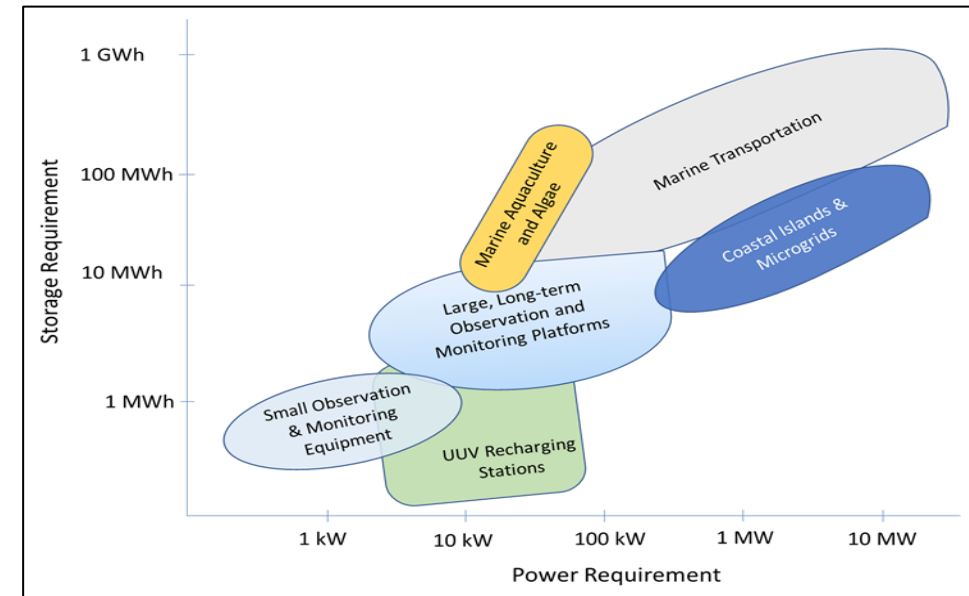 1 GWh
100 MWh
10 MWh
1 MWh
Storage Requirement
Marine Transportation
Marine Aquaculture
and Algae
Coastal Islands &
Microgrids
Large, Long-term
Observation and
Monitoring Platforms
Small Observation
& Monitoring
Equipment
UUV Recharging
Stations
1 kW
10 kW
100 kW
1 MW
10 MW
Power Requirement